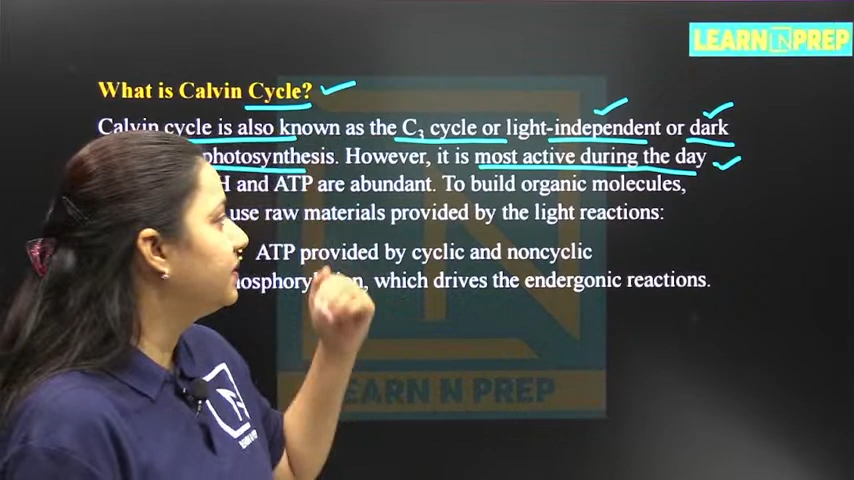 LEARN LN PREP
What is Calvin Cycle?
Calvin cycle is also known as the C₃ cycle or light-independent or dark
photosynthesis. However, it is most active during the day
H and ATP are abundant. To build organic molecules,
use raw materials provided by the light reactions:
ATP provided by cyclic and noncyclic
hosphorylation, which drives the endergonic reactions.
LEARN N PREP